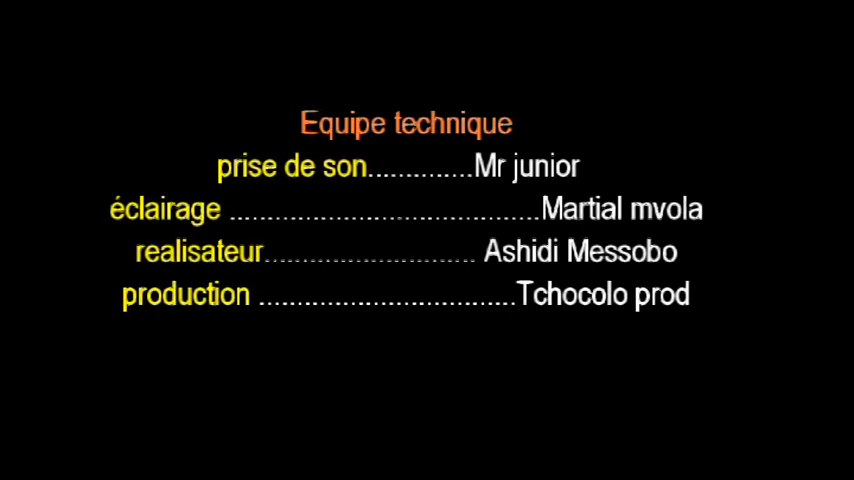 Equipe technique
prise de son..............Mr junior
éclairage .........................................Martial mvola
realisateur............................ Ashidi Messobo
production ..................................Tchocolo prod